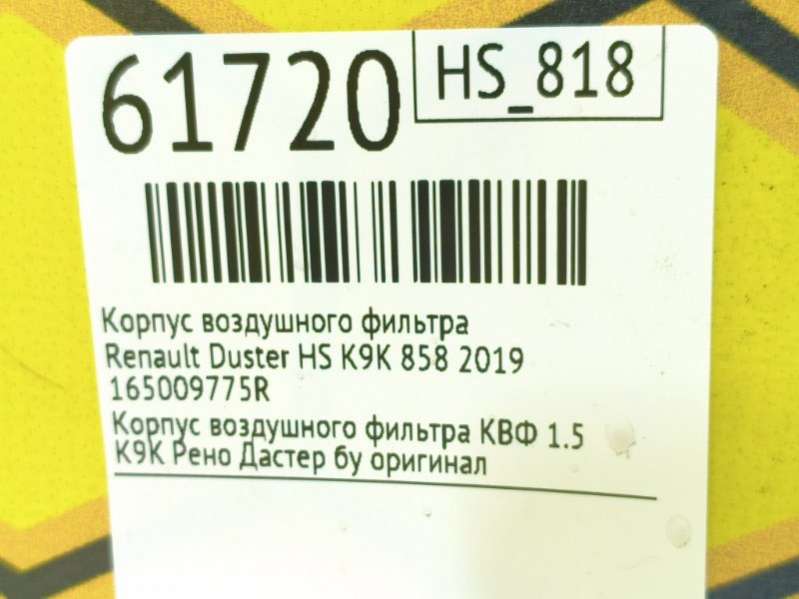 61720
HS_818
Корпус воздушного фильтра
Renault Duster HS K9K 858 2019
165009775R
Корпус воздушного фильтра КВФ 1.5
K9K Рено Дастер бу оригинал